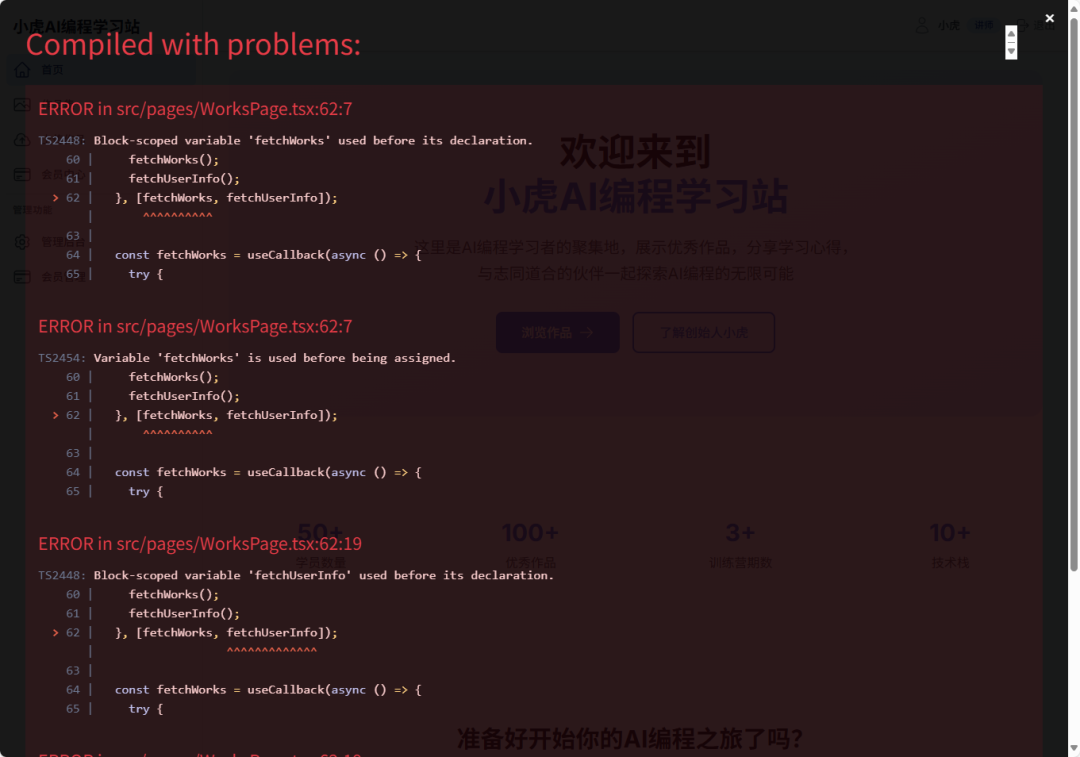 小虎AI编程学习站
小虎 讲师
Compiled with problems:
×
首页
ERROR in src/pages/WorksPage.tsx:62:7
TS2448: Block-scoped variable 'fetchWorks' used before its declaration.
60 | fetchWorks();
61 | fetchUserInfo();
> 62 | }, [fetchWorks, fetchUserInfo]);
| ^^^^^^^^^^
63 |
64 | const fetchWorks = useCallback(async () => {
65 | try {
欢迎来到
小虎AI编程学习站
这里是AI编程学习者的聚集地，展示优秀作品，分享学习心得，
与志同道合的伙伴一起探索AI编程的无限可能
浏览作品 →
了解创始人小虎
ERROR in src/pages/WorksPage.tsx:62:7
TS2454: Variable 'fetchWorks' is used before being assigned.
60 | fetchWorks();
61 | fetchUserInfo();
> 62 | }, [fetchWorks, fetchUserInfo]);
| ^^^^^^^^^^
63 |
64 | const fetchWorks = useCallback(async () => {
65 | try {
50+
学员数量
100+
优秀作品
3+
训练营期数
10+
技术栈
ERROR in src/pages/WorksPage.tsx:62:19
TS2448: Block-scoped variable 'fetchUserInfo' used before its declaration.
60 | fetchWorks();
61 | fetchUserInfo();
> 62 | }, [fetchWorks, fetchUserInfo]);
| ^^^^^^^^^^^^^
63 |
64 | const fetchWorks = useCallback(async () => {
65 | try {
准备好开始你的AI编程之旅了吗？